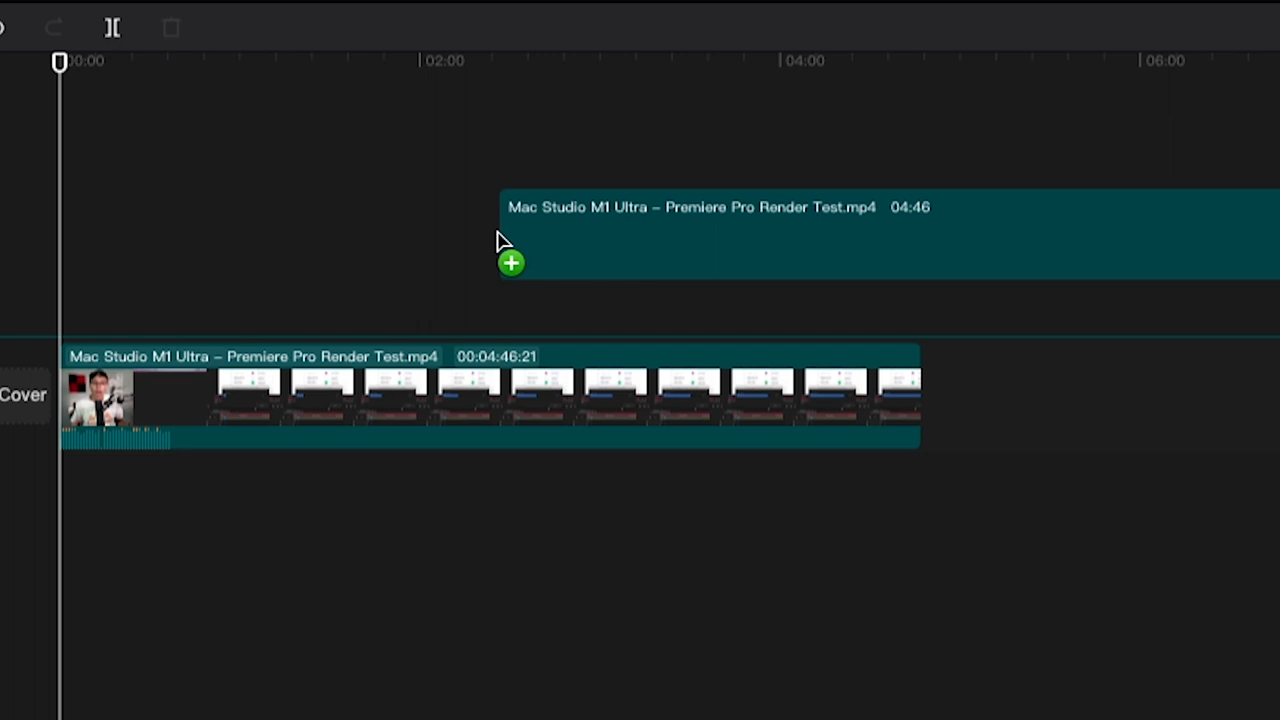 00:00
02:00
04:00
06:00
Mac Studio M1 Ultra – Premiere Pro Render Test.mp4 04:46
Mac Studio M1 Ultra – Premiere Pro Render Test.mp4 00:04:46:21
Cover